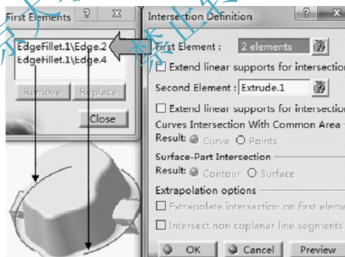 First Elements
EdgeFillet.1\Edge.2
EdgeFillet.1\Edge.4
Remove
Replace
Close
Intersection Definition
First Element : 2 elements
Extend linear supports for intersection
Second Element : Extrude.1
Extend linear supports for intersection
Curves Intersection With Common Area
Result: Curve Points
Surface-Part Intersection
Result: Contour Surface
Extrapolation options
Extrapolate intersection on first eleme
Intersect non coplanar line segments
OK
Cancel
Preview